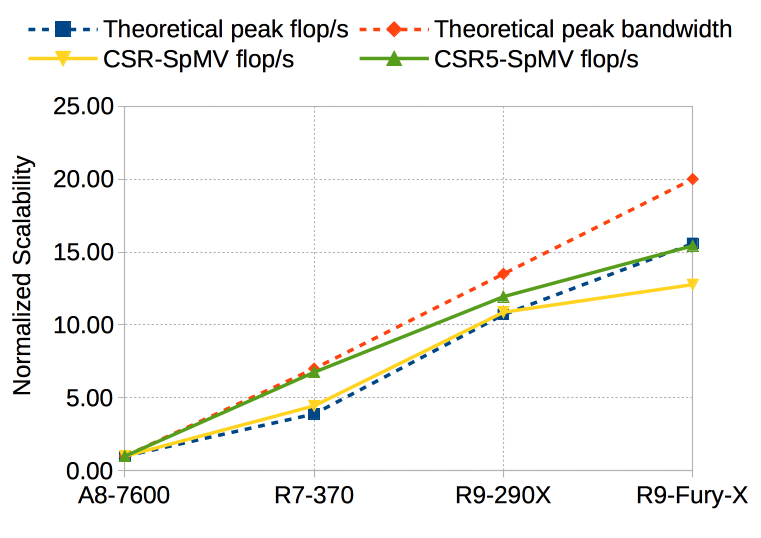 Theoretical peak flop/s Theoretical peak bandwidth
CSR-SpMV flop/s CSR5-SpMV flop/s
25.00
20.00
15.00
10.00
5.00
0.00
Normalized Scalability
A8-7600 R7-370 R9-290X R9-Fury-X